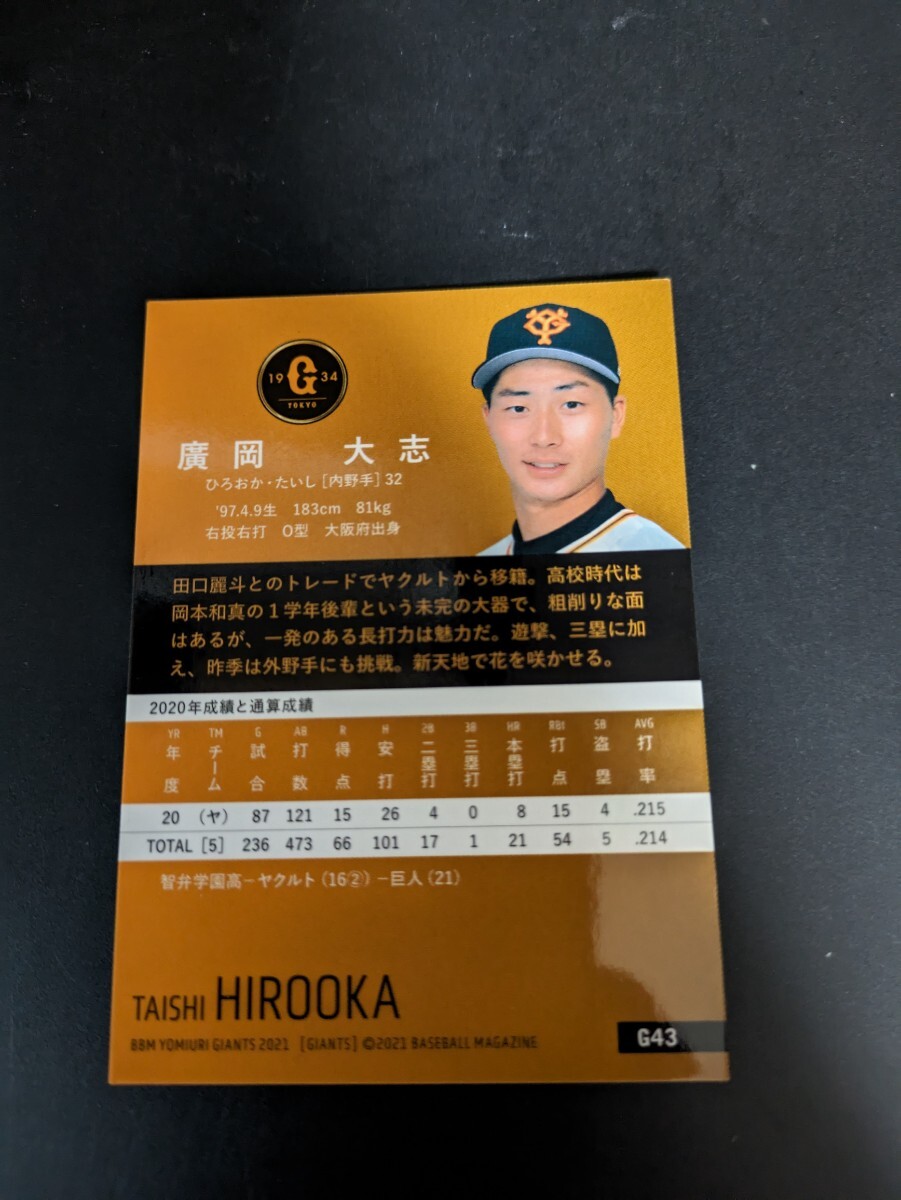 19 G 34
TOKYO
YG
廣岡 大志
ひろおか・たいし [内野手] 32
'97.4.9生 183cm 81kg
右投右打 O型 大阪府出身
田口麗斗とのトレードでヤクルトから移籍。高校時代は
岡本和真の1学年後輩という未完の大器で、粗削りな面
はあるが、一発のある長打力は魅力だ。遊撃、三塁に加
え、昨季は外野手にも挑戦。新天地で花を咲かせる。
2020年成績と通算成績
YR TM G AB R H 2B 3B HR RBI SB AVG
年度 チーム 試合 打数 得点 安打 二塁打 三塁打 本塁打 打点 盗塁 打率
20 (ヤ) 87 121 15 26 4 0 8 15 4 .215
TOTAL [5] 236 473 66 101 17 1 21 54 5 .214
智弁学園高－ヤクルト(16②)－巨人(21)
TAISHI HIROOKA
BBM YOMIURI GIANTS 2021 [GIANTS] ©2021 BASEBALL MAGAZINE
G43